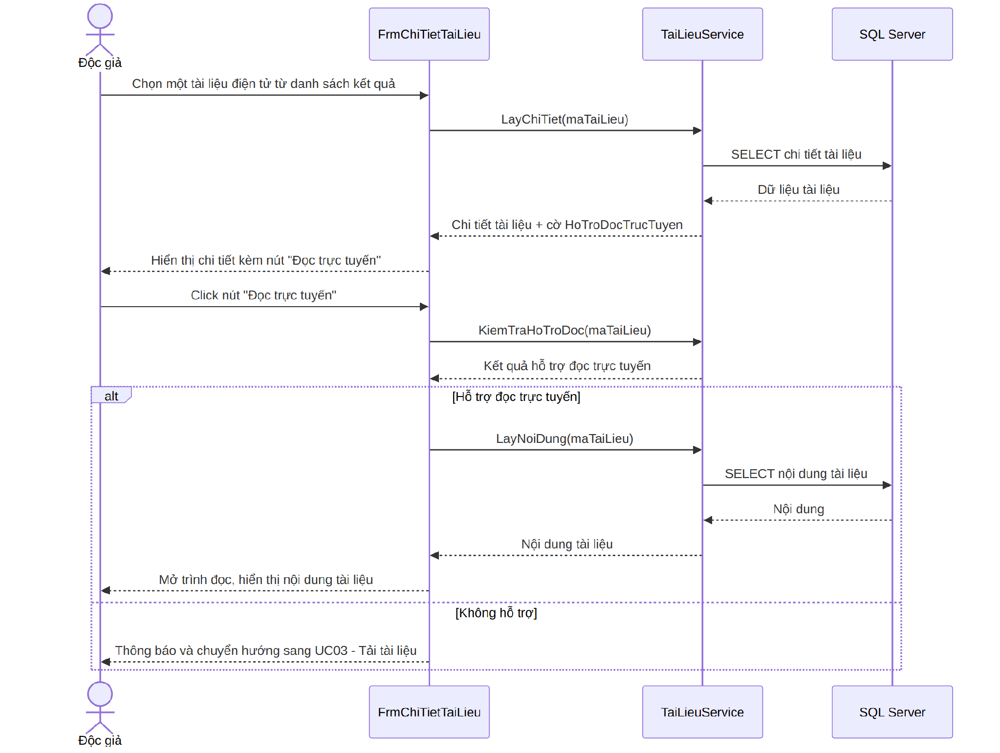 Độc giả
FrmChiTietTaiLieu
TaiLieuService
SQL Server
Chọn một tài liệu điện tử từ danh sách kết quả
LayChiTiet(maTaiLieu)
SELECT chi tiết tài liệu
Dữ liệu tài liệu
Chi tiết tài liệu + cờ HoTroDocTrucTuyen
Hiển thị chi tiết kèm nút "Đọc trực tuyến"
Click nút "Đọc trực tuyến"
KiemTraHoTroDoc(maTaiLieu)
Kết quả hỗ trợ đọc trực tuyến
alt
[Hỗ trợ đọc trực tuyến]
LayNoiDung(maTaiLieu)
SELECT nội dung tài liệu
Nội dung
Nội dung tài liệu
Mở trình đọc, hiển thị nội dung tài liệu
[Không hỗ trợ]
Thông báo và chuyển hướng sang UC03 - Tải tài liệu
FrmChiTietTaiLieu
TaiLieuService
SQL Server
Độc giả